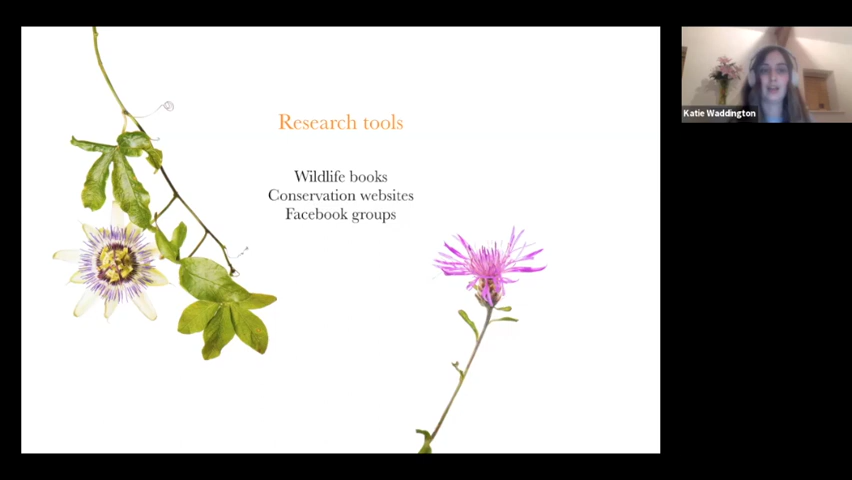 Research tools
Wildlife books
Conservation websites
Facebook groups
Katie Waddington